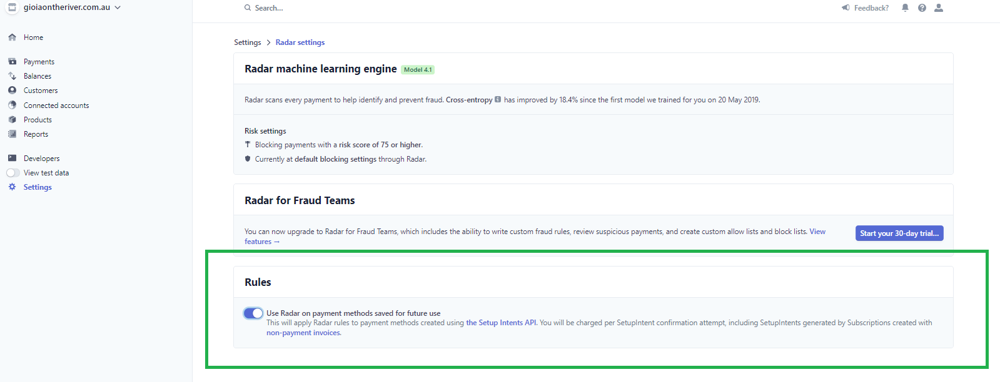 gioiaontheriver.com.au
Search...
Feedback?
Home
Payments
Balances
Customers
Connected accounts
Products
Reports
Developers
View test data
Settings
Settings > Radar settings
Radar machine learning engine Model 4.1
Radar scans every payment to help identify and prevent fraud. Cross-entropy i has improved by 18.4% since the first model we trained for you on 20 May 2019.
Risk settings
Blocking payments with a risk score of 75 or higher.
Currently at default blocking settings through Radar.
Radar for Fraud Teams
You can now upgrade to Radar for Fraud Teams, which includes the ability to write custom fraud rules, review suspicious payments, and create custom allow lists and block lists. View
features →
Start your 30-day trial...
Rules
Use Radar on payment methods saved for future use
This will apply Radar rules to payment methods created using the Setup Intents API. You will be charged per SetupIntent confirmation attempt, including SetupIntents generated by Subscriptions created with
non-payment invoices.